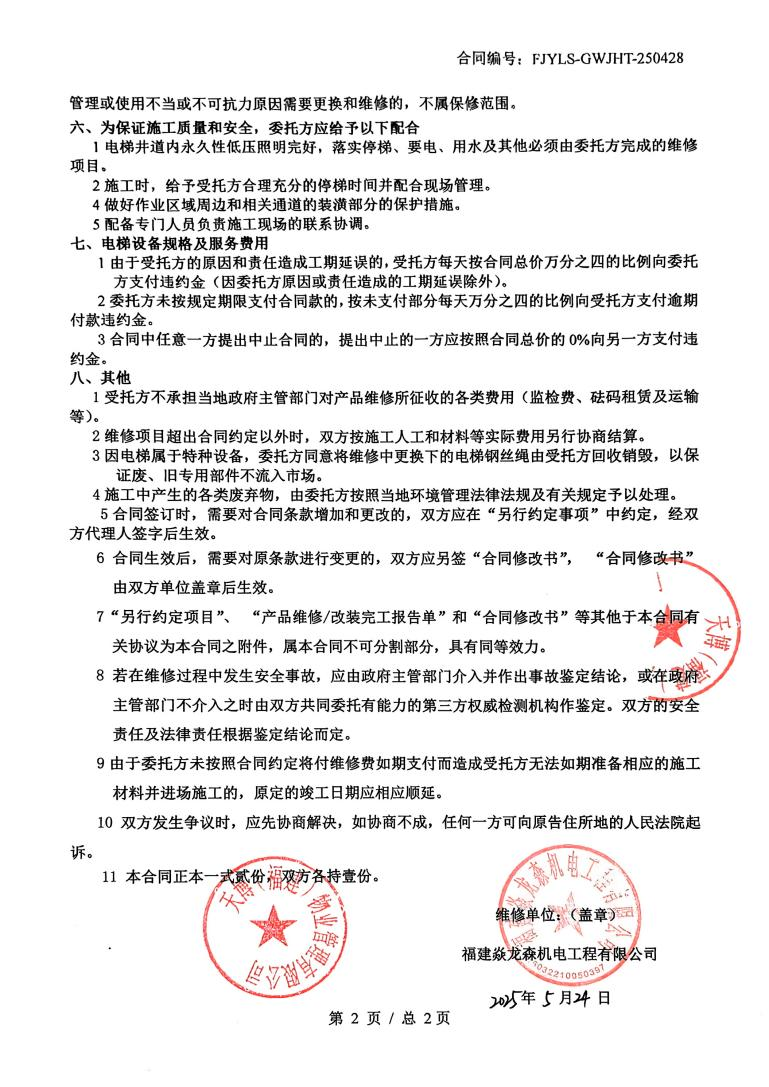 合同编号：FJYLS-GWJHT-250428
管理或使用不当或不可抗力原因需要更换和维修的，不属保修范围。
六、为保证施工质量和安全，委托方应给予以下配合
1 电梯井道内永久性低压照明完好，落实停梯、要电、用水及其他必须由委托方完成的维修
项目。
2 施工时，给予受托方合理充分的停梯时间并配合现场管理。
4 做好作业区域周边和相关通道的装潢部分的保护措施。
5 配备专门人员负责施工现场的联系协调。
七、电梯设备规格及服务费用
1 由于受托方的原因和责任造成工期延误的，受托方每天按合同总价万分之四的比例向委托
方支付违约金（因委托方原因或责任造成的工期延误除外）。
2 委托方未按规定期限支付合同款的，按未支付部分每天万分之四的比例向受托方支付逾期
付款违约金。
3 合同中任意一方提出中止合同的，提出中止的一方应按照合同总价的 0%向另一方支付违
约金。
八、其他
1 受托方不承担当地政府主管部门对产品维修所征收的各类费用（监检费、砝码租赁及运输
等）。
2 维修项目超出合同约定以外时，双方按施工人工和材料等实际费用另行协商结算。
3 因电梯属于特种设备，委托方同意将维修中更换下的电梯钢丝绳由受托方回收销毁，以保
证废、旧专用部件不流入市场。
4 施工中产生的各类废弃物，由委托方按照当地环境管理法律法规及有关规定予以处理。
5 合同签订时，需要对合同条款增加和更改的，双方应在“另行约定事项”中约定，经双
方代理人签字后生效。
6 合同生效后，需要对原条款进行变更的，双方应另签“合同修改书”， “合同修改书”
由双方单位盖章后生效。
7 “另行约定项目”、 “产品维修/改装完工报告单”和“合同修改书”等其他于本合同有
关协议为本合同之附件，属本合同不可分割部分，具有同等效力。
天博（福建）
8 若在维修过程中发生安全事故，应由政府主管部门介入并作出事故鉴定结论，或在政府
主管部门不介入之时由双方共同委托有能力的第三方权威检测机构作鉴定。双方的安全
责任及法律责任根据鉴定结论而定。
9 由于委托方未按照合同约定将付维修费如期支付而造成受托方无法如期准备相应的施工
材料并进场施工的，原定的竣工日期应相应顺延。
10 双方发生争议时，应先协商解决，如协商不成，任何一方可向原告住所地的人民法院起
诉。
11 本合同正本一式贰份，双方各持壹份。
天博（福建）物业管理有限公司
福建焱龙森机电工程有限公司
维修单位：（盖章）
福建焱龙森机电工程有限公司
2025年 5 月 24 日
第 2 页 / 总 2 页